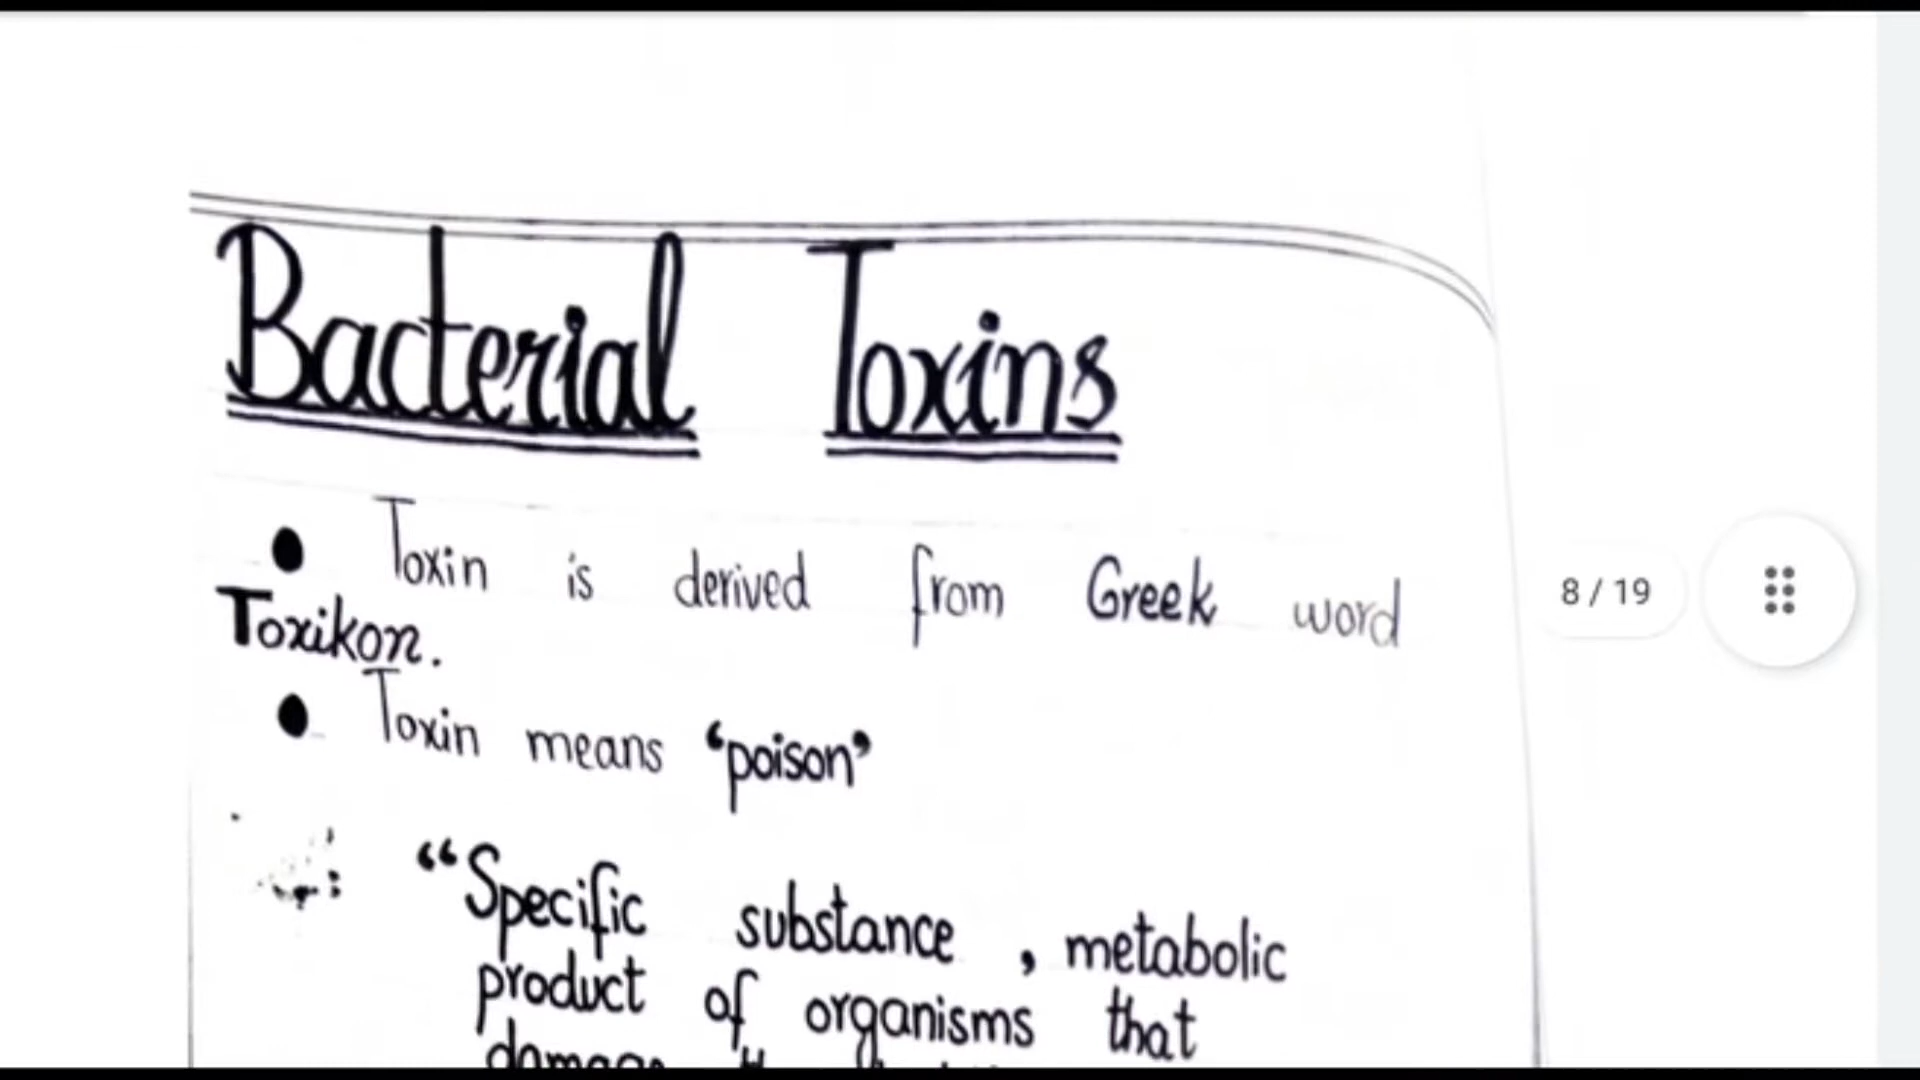 Bacterial Toxins
Toxin is derived from Greek word
Toxikon.
Toxin means “poison”
“Specific substance , metabolic
product of organisms that
8 / 19